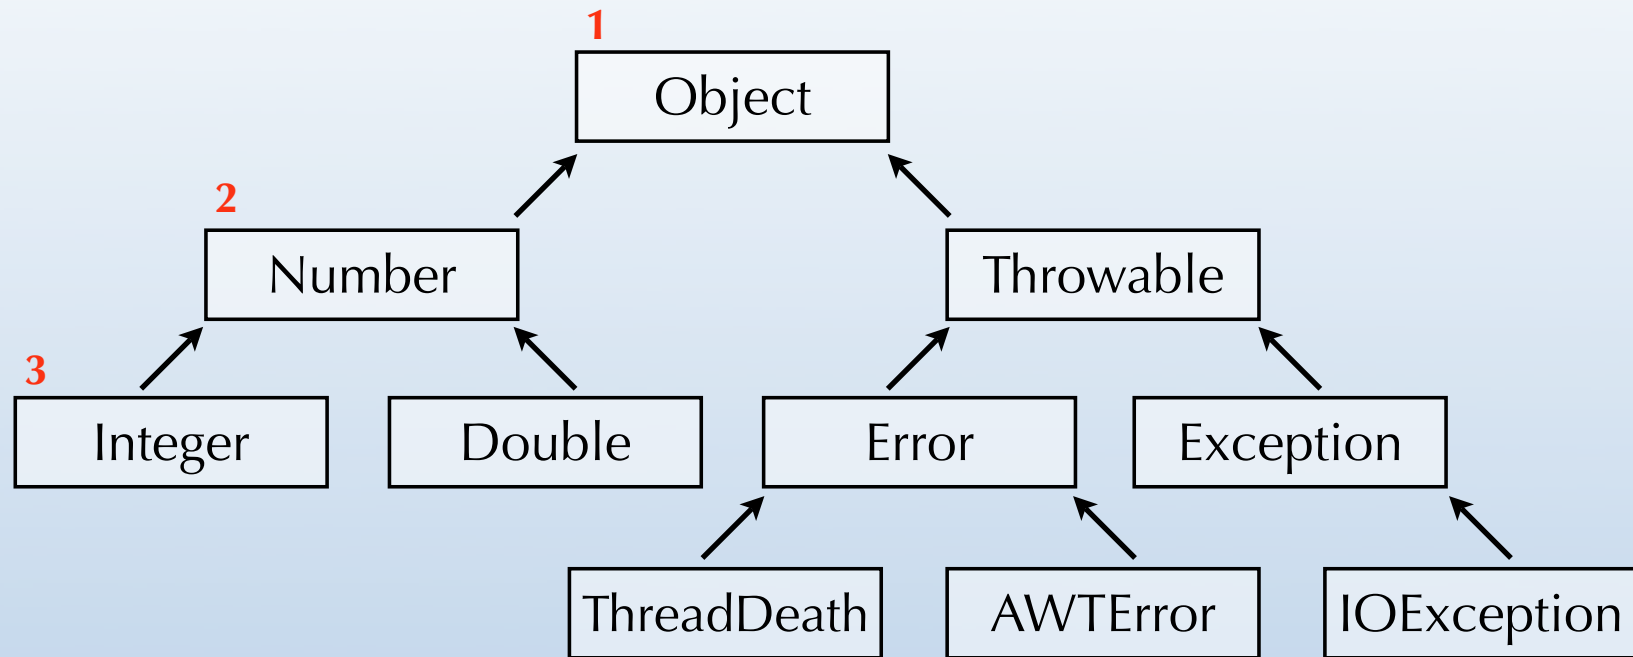 1
Object
2
Number
Throwable
3
Integer
Double
Error
Exception
ThreadDeath
AWTError
IOException